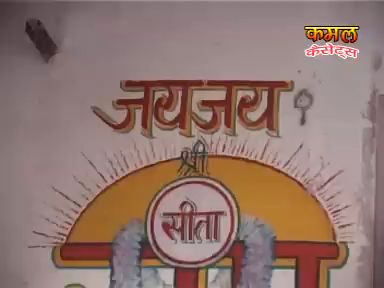 कमल
कॅसेट्स
जयजय
श्री
सीता